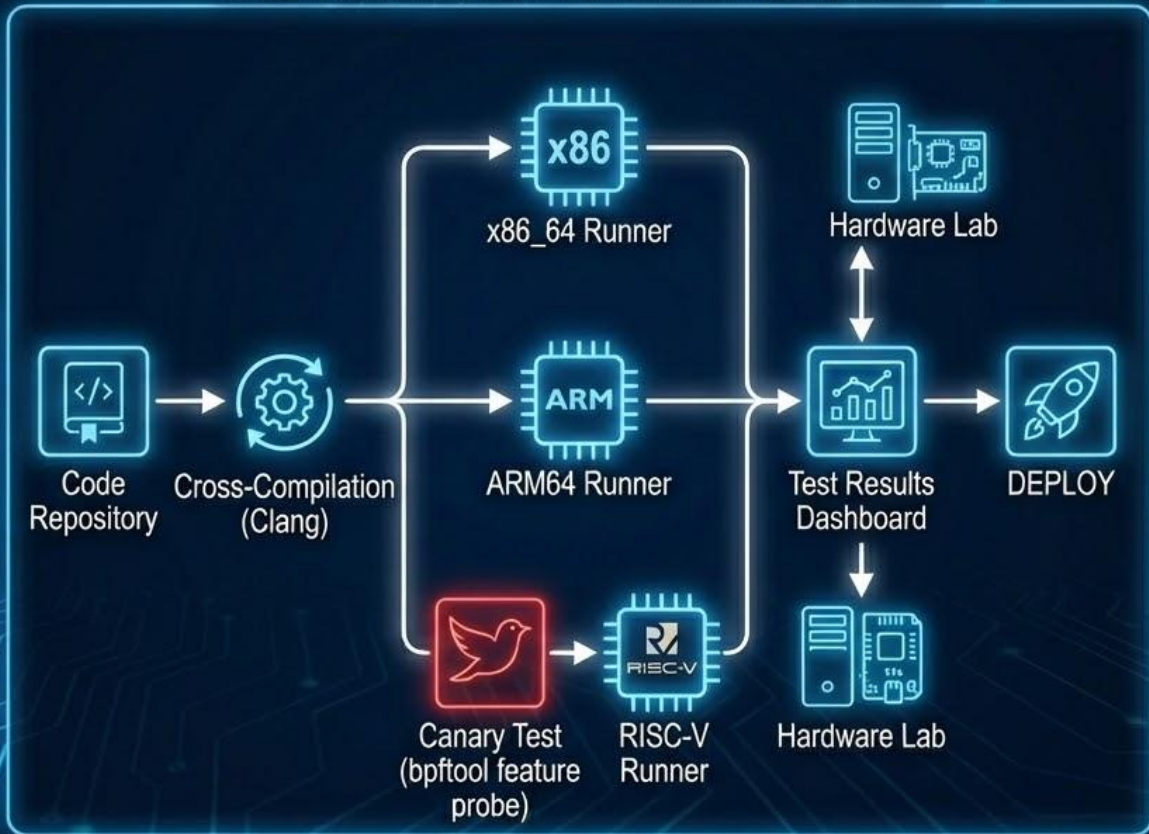 x86
x86_64 Runner
Hardware Lab
</>
Code
Repository
Cross-Compilation
(Clang)
ARM
ARM64 Runner
Test Results
Dashboard
DEPLOY
Canary Test
(bpftool feature
probe)
RISC-V
RISC-V
Runner
Hardware Lab